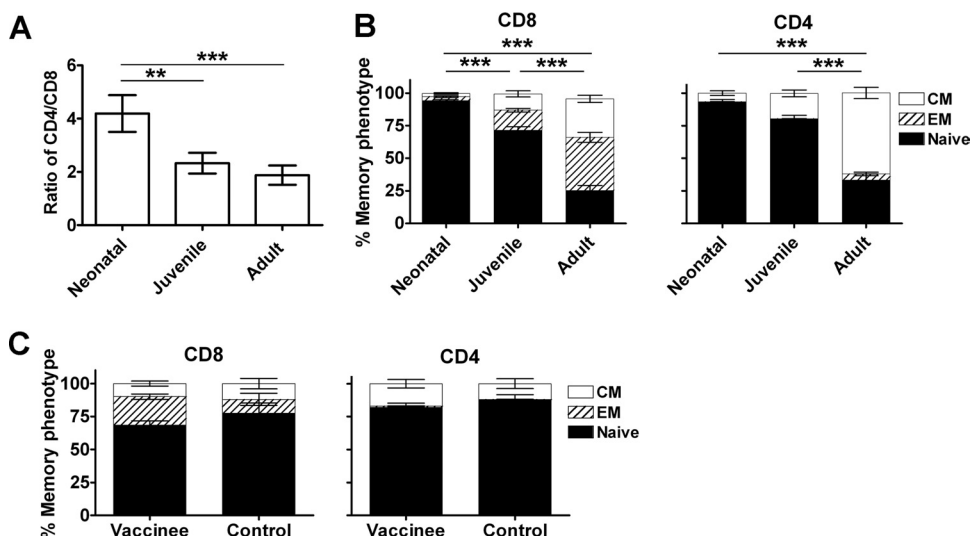 A
Ratio of CD4/CD8
6
4
2
0
***
**
Neonatal
Juvenile
Adult
B
CD8
% Memory phenotype
100
75
50
25
0
***
***
***
Neonatal
Juvenile
Adult
CD4
***
***
Neonatal
Juvenile
Adult
CM
EM
Naive
C
CD8
% Memory phenotype
100
75
50
25
0
Vaccinee
Control
CD4
Vaccinee
Control
CM
EM
Naive